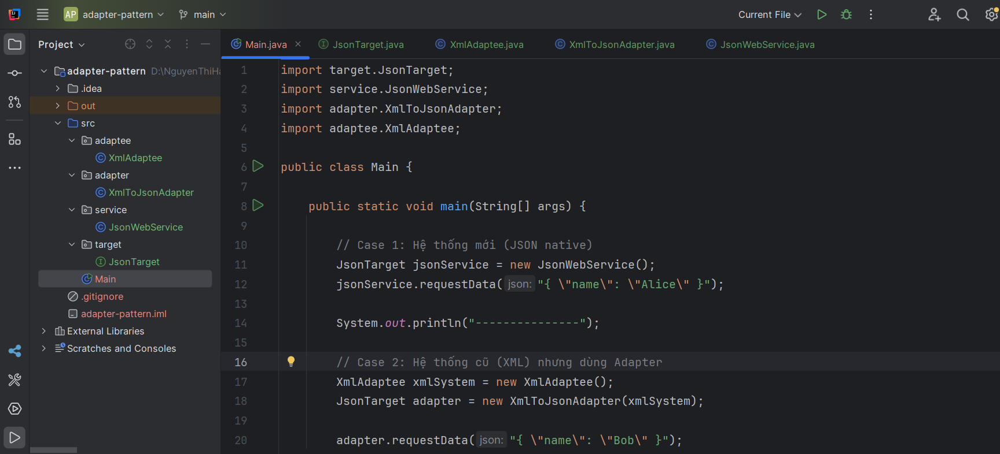 AP adapter-pattern main Current File
Project
Main.java JsonTarget.java XmlAdaptee.java XmlToJsonAdapter.java JsonWebService.java
adapter-pattern D:\NguyenThiHa
.idea
out
src
adaptee
XmlAdaptee
adapter
XmlToJsonAdapter
service
JsonWebService
target
JsonTarget
Main
.gitignore
adapter-pattern.iml
External Libraries
Scratches and Consoles
1 import target.JsonTarget;
2 import service.JsonWebService;
3 import adapter.XmlToJsonAdapter;
4 import adaptee.XmlAdaptee;
5
6 public class Main {
7
8 public static void main(String[] args) {
9
10 // Case 1: Hệ thống mới (JSON native)
11 JsonTarget jsonService = new JsonWebService();
12 jsonService.requestData( json: "{ \"name\": \"Alice\" }");
13
14 System.out.println("---------------");
15
16 // Case 2: Hệ thống cũ (XML) nhưng dùng Adapter
17 XmlAdaptee xmlSystem = new XmlAdaptee();
18 JsonTarget adapter = new XmlToJsonAdapter(xmlSystem);
19
20 adapter.requestData( json: "{ \"name\": \"Bob\" }");